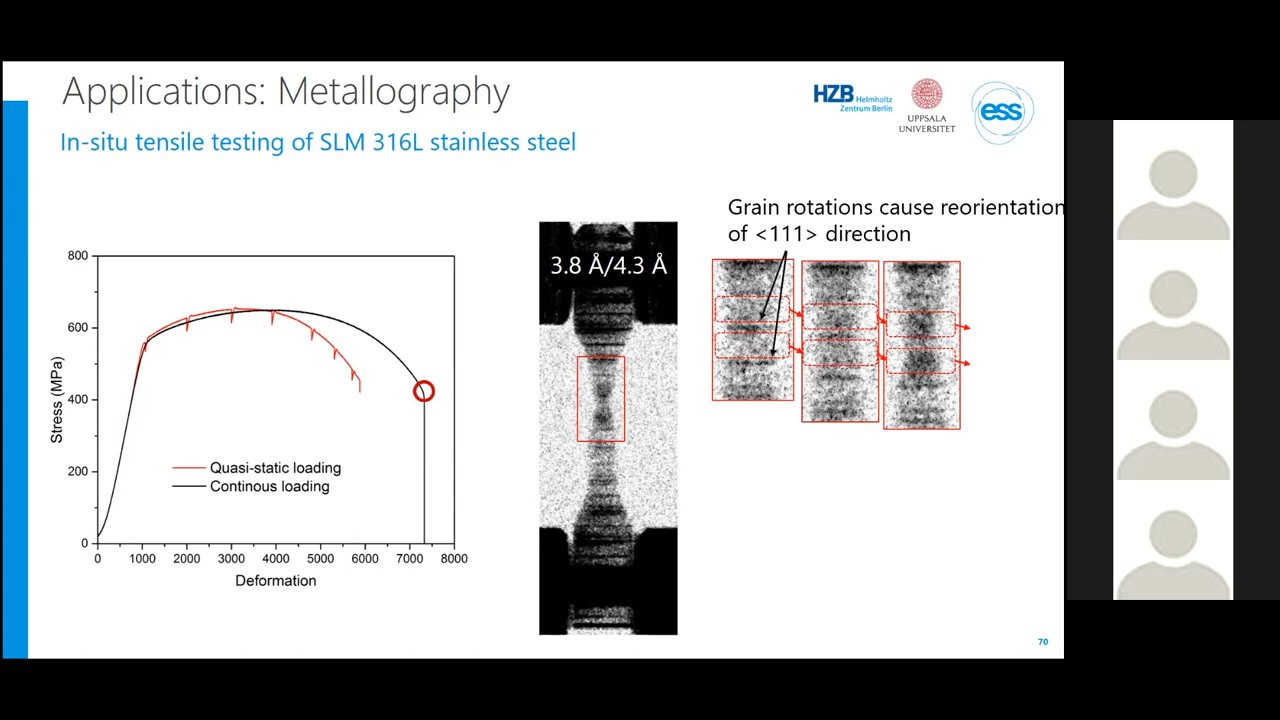 Applications: Metallography
In-situ tensile testing of SLM 316L stainless steel
HZB Helmholtz
Zentrum Berlin
UPPSALA
UNIVERSITET
ess
Grain rotations cause reorientation
of <111> direction
3.8 Å/4.3 Å
800
600
400
200
0
Stress (MPa)
Quasi-static loading
Continous loading
0 1000 2000 3000 4000 5000 6000 7000 8000
Deformation
70